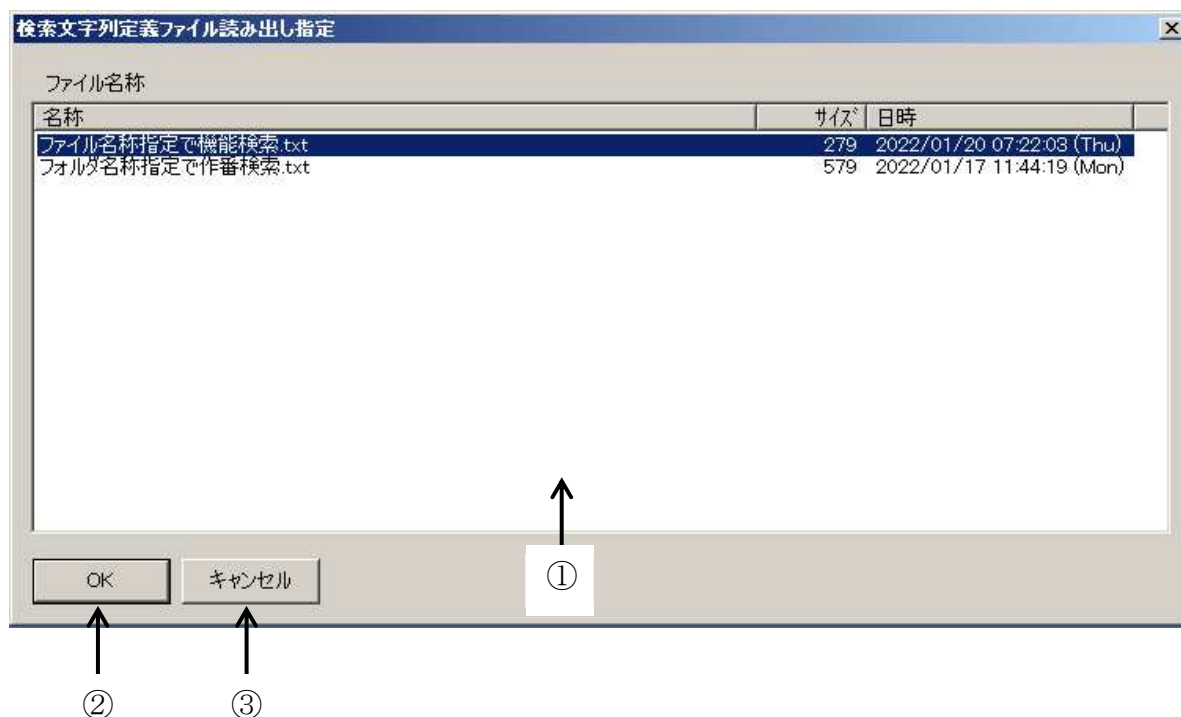 検索文字列定義ファイル読み出し指定
ファイル名称
名称 サイズ 日時
ファイル名称指定で機能検索.txt 279 2022/01/20 07:22:03 (Thu)
フォルダ名称指定で作番検索.txt 579 2022/01/17 11:44:19 (Mon)
OK キャンセル ①
② ③